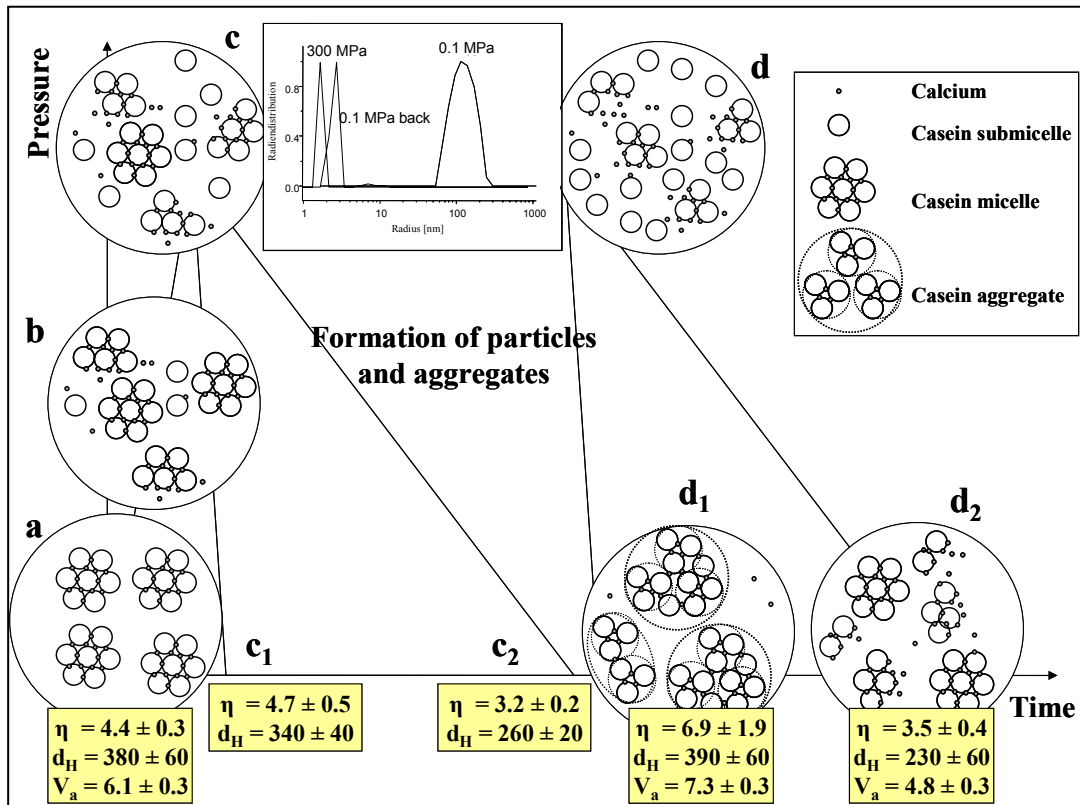 Pressure
c
300 MPa
0.1 MPa
0.1 MPa back
Radiendistribution
0.8
0.4
0.0
1
10
100
1000
Radius [nm]
d
Calcium
Casein submicelle
Casein micelle
Casein aggregate
b
Formation of particles
and aggregates
a
c1
c2
d1
d2
Time
η = 4.4 ± 0.3
dH = 380 ± 60
Va = 6.1 ± 0.3
η = 4.7 ± 0.5
dH = 340 ± 40
η = 3.2 ± 0.2
dH = 260 ± 20
η = 6.9 ± 1.9
dH = 390 ± 60
Va = 7.3 ± 0.3
η = 3.5 ± 0.4
dH = 230 ± 60
Va = 4.8 ± 0.3